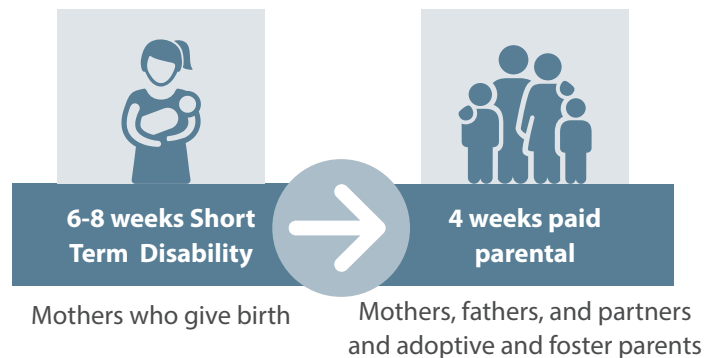 6-8 weeks Short
Term Disability
Mothers who give birth
4 weeks paid
parental
Mothers, fathers, and partners
and adoptive and foster parents